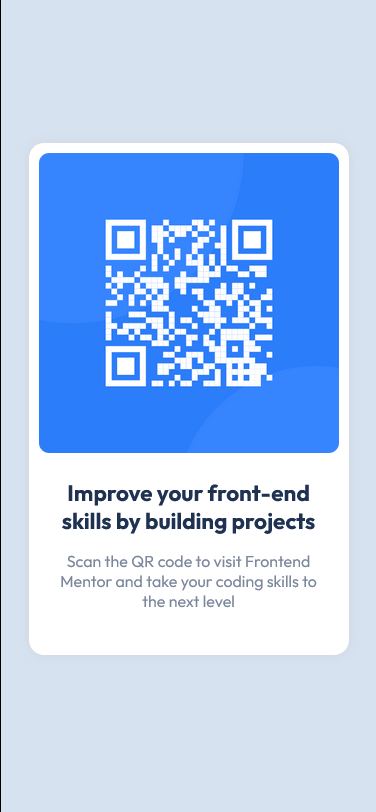 Improve your front-end
skills by building projects
Scan the QR code to visit Frontend
Mentor and take your coding skills to
the next level